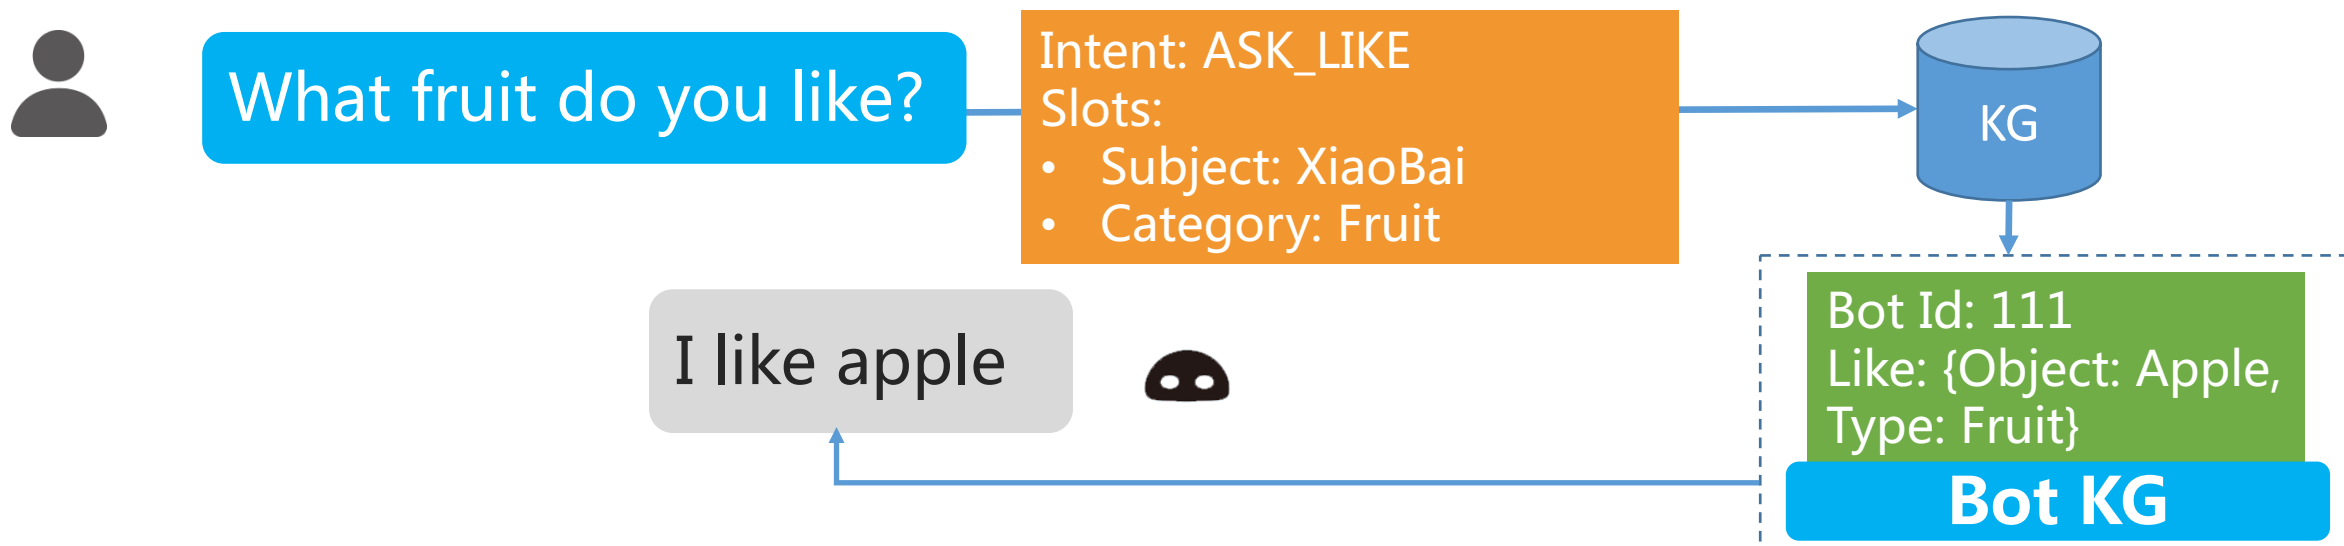 What fruit do you like?
Intent: ASK_LIKE
Slots:
• Subject: XiaoBai
• Category: Fruit
KG
I like apple
Bot Id: 111
Like: {Object: Apple,
Type: Fruit}
Bot KG